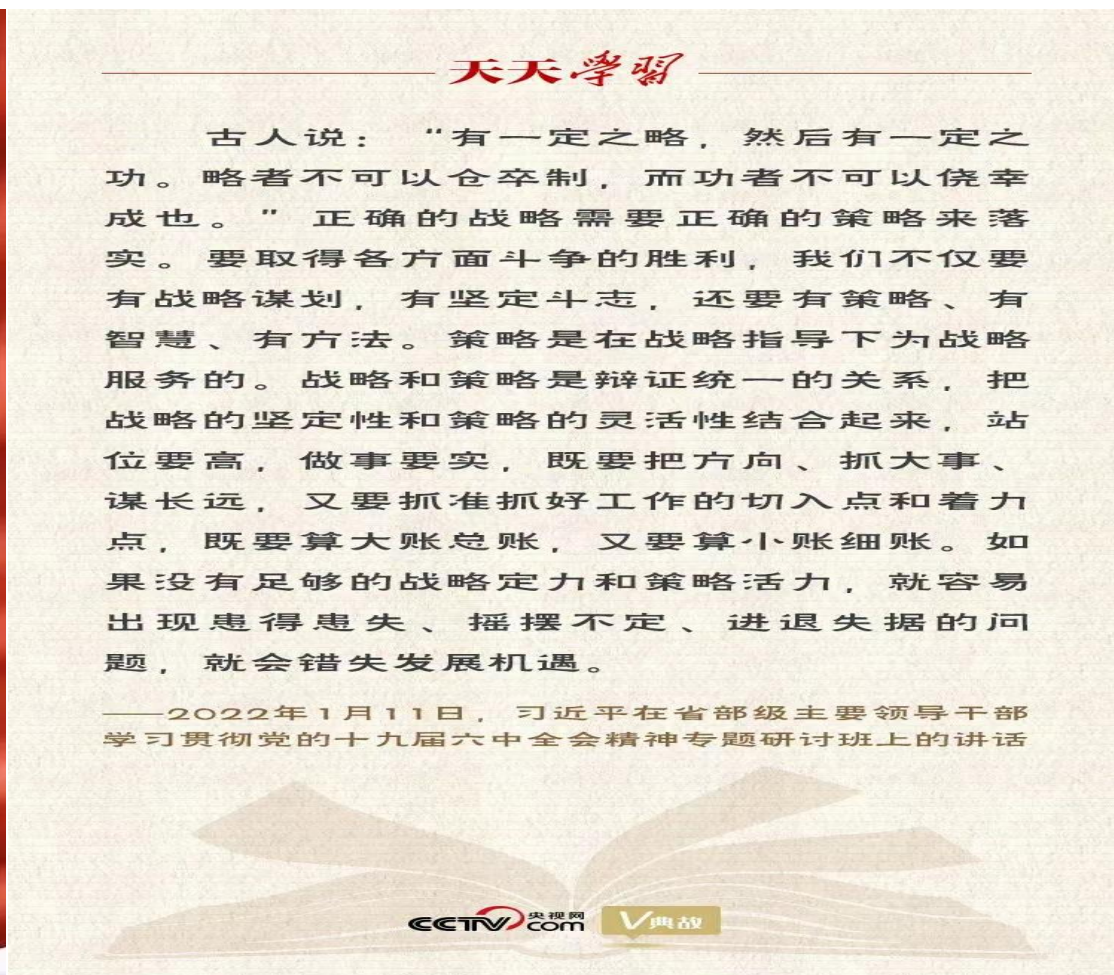 天天學習
古人说：“有一定之略，然后有一定之
功。略者不可以仓卒制，而功者不可以侥幸
成也。”正确的战略需要正确的策略来落
实。要取得各方面斗争的胜利，我们不仅要
有战略谋划，有坚定斗志，还要有策略、有
智慧、有方法。策略是在战略指导下为战略
服务的。战略和策略是辩证统一的关系，把
战略的坚定性和策略的灵活性结合起来，站
位要高，做事要实，既要把方向、抓大事、
谋长远，又要抓准抓好工作的切入点和着力
点，既要算大账总账，又要算小账细账。如
果没有足够的战略定力和策略活力，就容易
出现患得患失、摇摆不定、进退失据的问
题，就会错失发展机遇。
——2022年1月11日，习近平在省部级主要领导干部
学习贯彻党的十九届六中全会精神专题研讨班上的讲话
CCTV.com 央视网 V典故